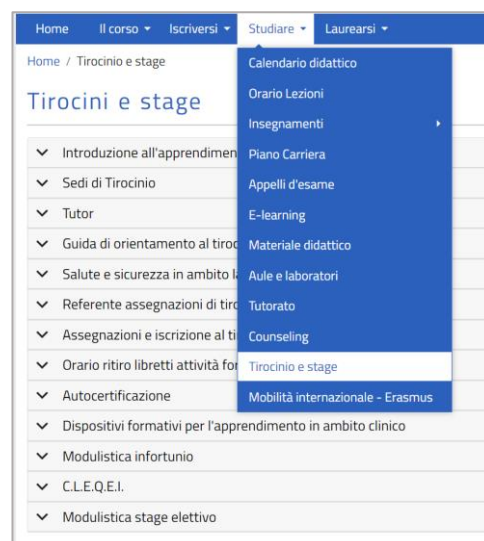 Home Il corso Iscriversi Studiare Laurearsi
Home / Tirocinio e stage
Tirocini e stage
Calendario didattico
Orario Lezioni
Insegnamenti
Piano Carriera
Appelli d'esame
E-learning
Materiale didattico
Aule e laboratori
Tutorato
Counseling
Tirocinio e stage
Mobilità internazionale - Erasmus
Introduzione all'apprendimen
Sedi di Tirocinio
Tutor
Guida di orientamento al tiroc
Salute e sicurezza in ambito la
Referente assegnazioni di tiro
Assegnazioni e iscrizione al ti
Orario ritiro libretti attività for
Autocertificazione
Dispositivi formativi per l'apprendimento in ambito clinico
Modulistica infortunio
C.L.E.Q.E.I.
Modulistica stage elettivo